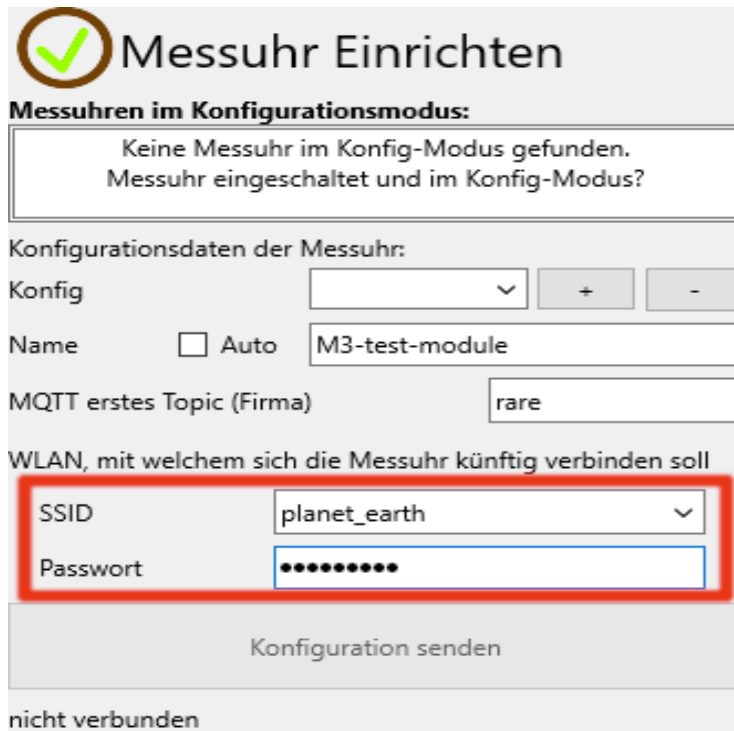 Messuhr Einrichten
Messuhren im Konfigurationsmodus:
Keine Messuhr im Konfig-Modus gefunden.
Messuhr eingeschaltet und im Konfig-Modus?
Konfigurationsdaten der Messuhr:
Konfig + -
Name Auto M3-test-module
MQTT erstes Topic (Firma) rare
WLAN, mit welchem sich die Messuhr künftig verbinden soll
SSID planet_earth
Passwort •••••••••
Konfiguration senden
nicht verbunden